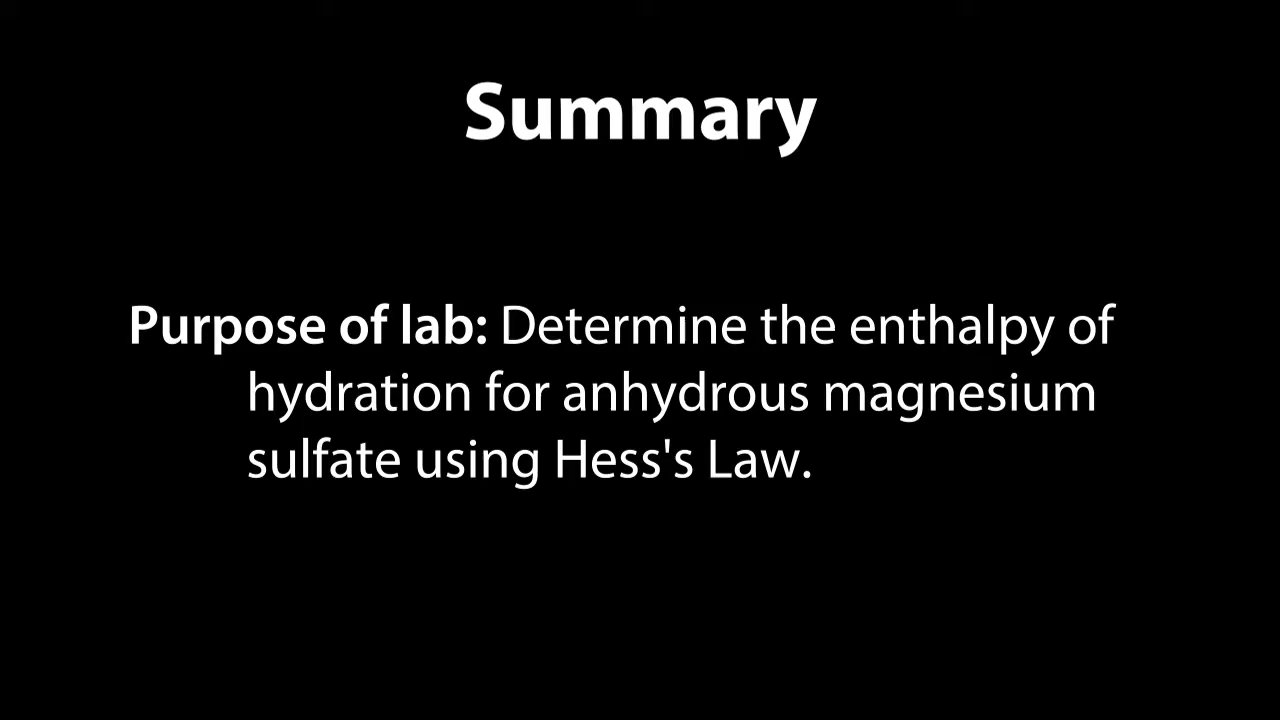 Summary
Purpose of lab: Determine the enthalpy of
hydration for anhydrous magnesium
sulfate using Hess's Law.